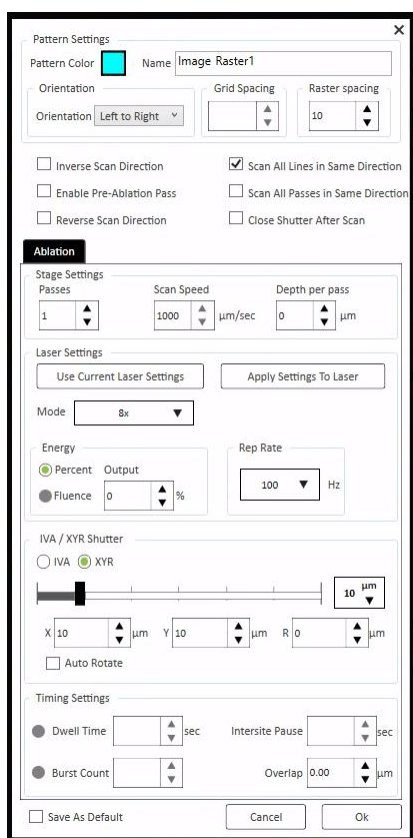 Pattern Settings
Pattern Color Name Image Raster1
Orientation Grid Spacing Raster spacing
Orientation Left to Right 10
Inverse Scan Direction Scan All Lines in Same Direction
Enable Pre-Ablation Pass Scan All Passes in Same Direction
Reverse Scan Direction Close Shutter After Scan
Ablation
Stage Settings
Passes Scan Speed Depth per pass
1 1000 µm/sec 0 µm
Laser Settings
Use Current Laser Settings Apply Settings To Laser
Mode 8x
Energy Rep Rate
Percent Output
100 Hz
Fluence 0 %
IVA / XYR Shutter
IVA XYR
10 µm
X 10 µm Y 10 µm R 0 µm
Auto Rotate
Timing Settings
Dwell Time sec Intersite Pause sec
Burst Count Overlap 0.00 µm
Save As Default Cancel Ok